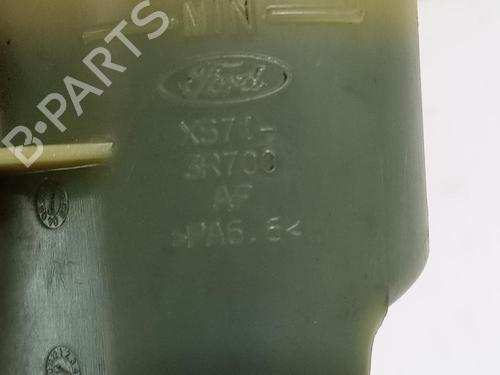 MIN
Ford
XS71-
3R700
AF
>PA6.6<
B-PARTS